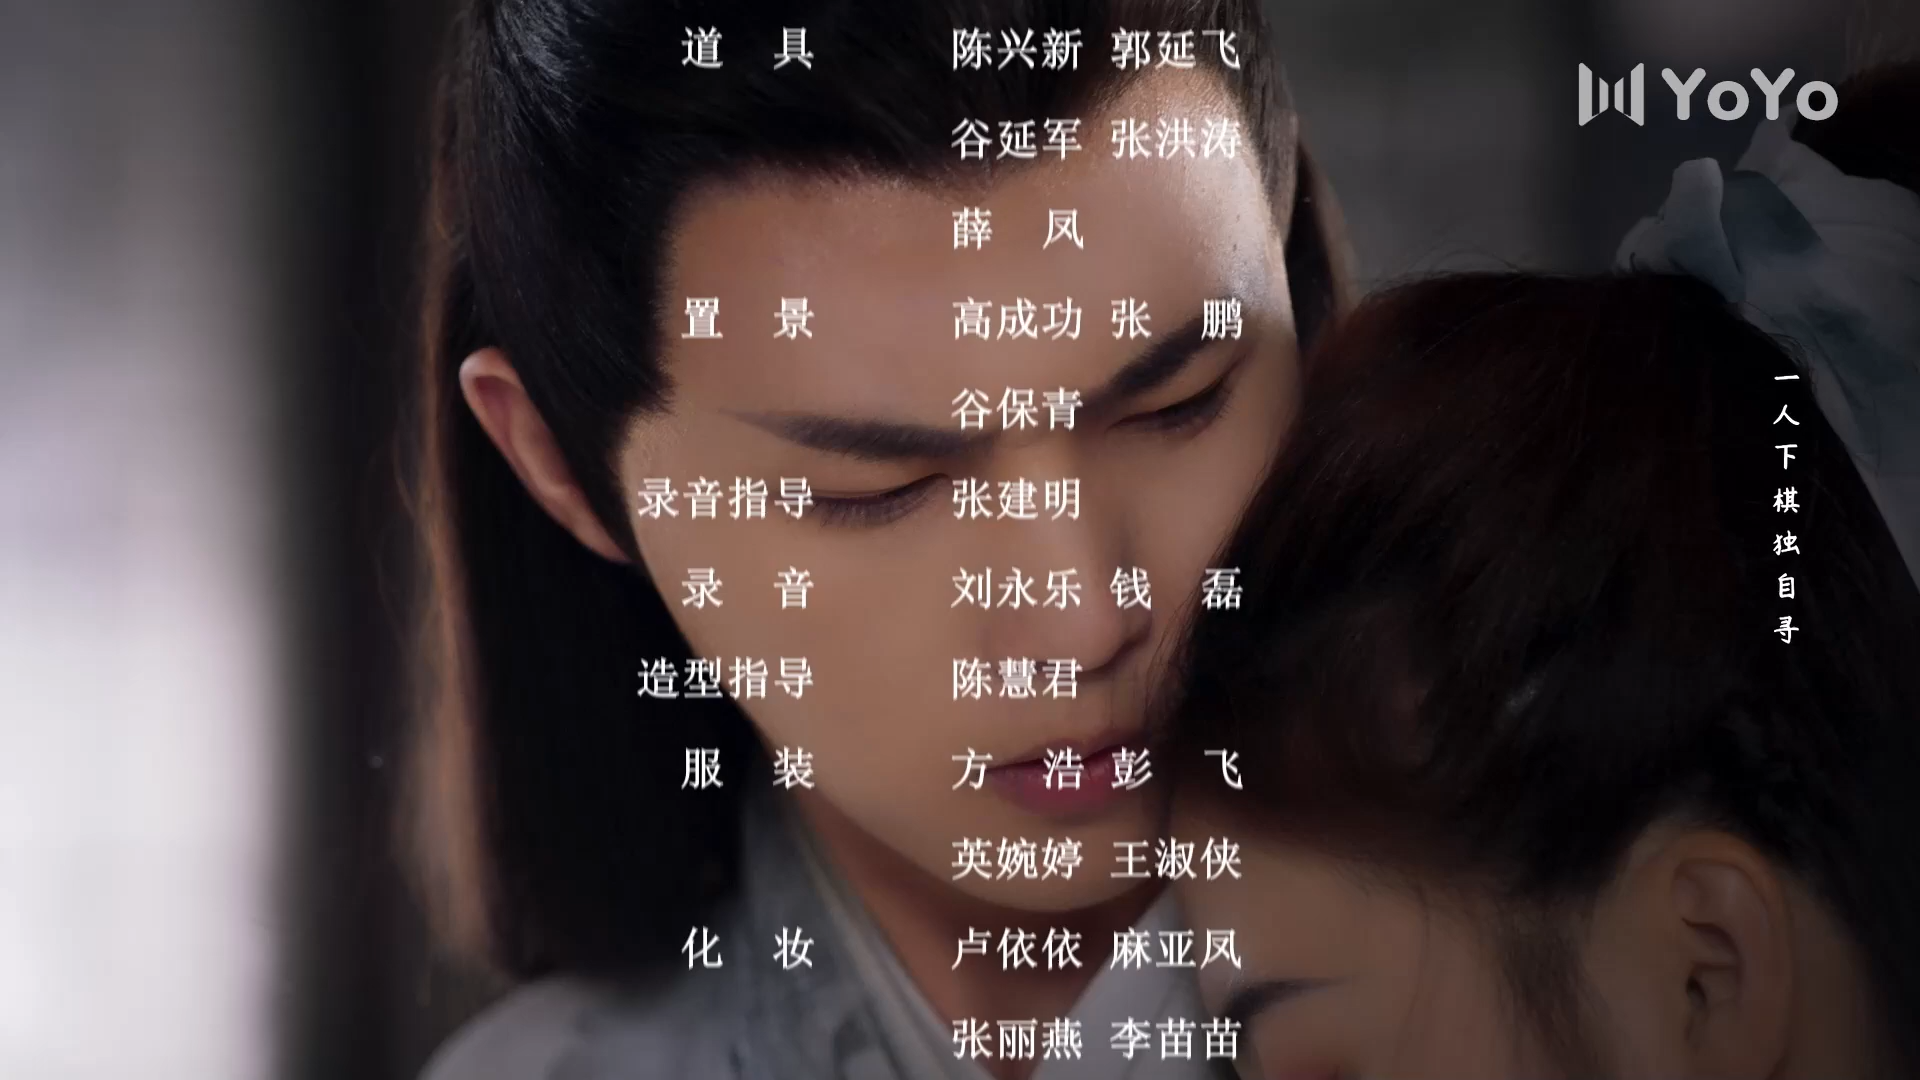 道具 陈兴新 郭延飞
谷延军 张洪涛
薛凤
置景 高成功 张鹏
谷保青
录音指导 张建明
录音 刘永乐 钱磊
造型指导 陈慧君
服装 方浩 彭飞
英婉婷 王淑侠
化妆 卢依依 麻亚凤
张丽燕 李苗苗
YoYo
一人下棋独自寻